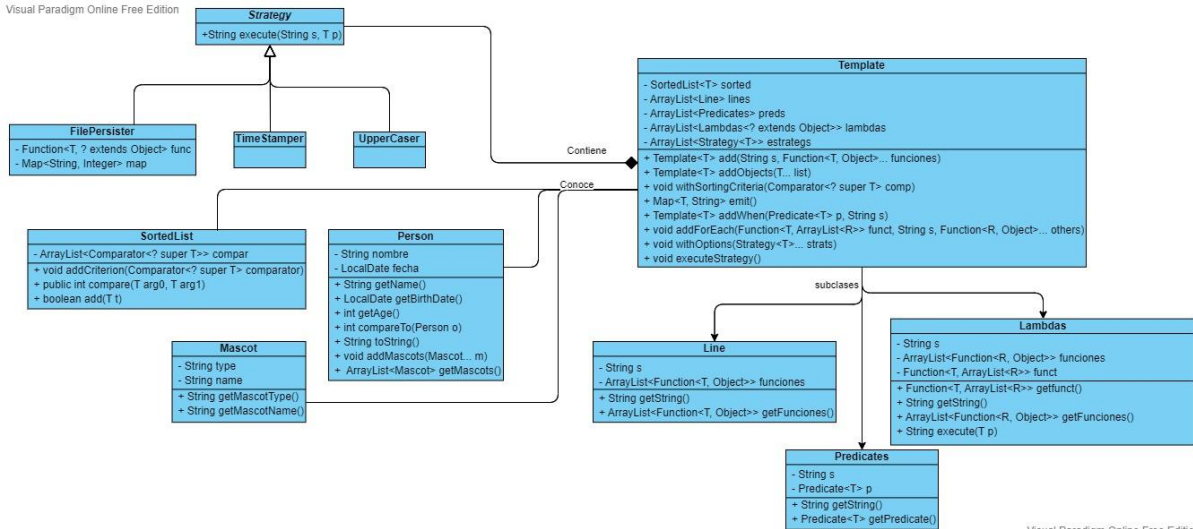 Visual Paradigm Online Free Edition
Strategy
+String execute(String s, T p)
FilePersister
- Function<T, ? extends Object> func
- Map<String, Integer> map
TimeStamper
UpperCaser
Contiene
Conoce
Template
- SortedList<T> sorted
- ArrayList<Line> lines
- ArrayList<Predicates> preds
- ArrayList<Lambdas<? extends Object>> lambdas
- ArrayList<Strategy<T>> estrategs
+ Template<T> add(String s, Function<T, Object>... funciones)
+ Template<T> addObjects(T... list)
+ void withSortingCriteria(Comparator<? super T> comp)
+ Map<T, String> emit()
+ Template<T> addWhen(Predicate<T> p, String s)
+ void addForEach(Function<T, ArrayList<R>> funct, String s, Function<R, Object>... others)
+ void withOptions(Strategy<T>... strats)
+ void executeStrategy()
SortedList
- ArrayList<Comparator<? super T>> compar
+ void addCriterion(Comparator<? super T> comparator)
+ public int compare(T arg0, T arg1)
+ boolean add(T t)
Person
- String nombre
- LocalDate fecha
+ String getName()
+ LocalDate getBirthDate()
+ int getAge()
+ int compareTo(Person o)
+ String toString()
+ void addMascots(Mascot... m)
+ ArrayList<Mascot> getMascots()
Mascot
- String type
- String name
+ String getMascotType()
+ String getMascotName()
subclases
Line
- String s
- ArrayList<Function<T, Object>> funciones
+ String getString()
+ ArrayList<Function<T, Object>> getFunciones()
Lambdas
- String s
- ArrayList<Function<R, Object>> funciones
- Function<T, ArrayList<R>> funct
+ Function<T, ArrayList<R>> getfunct()
+ String getString()
+ ArrayList<Function<R, Object>> getFunciones()
+ String execute(T p)
Predicates
- String s
- Predicate<T> p
+ String getString()
+ Predicate<T> getPredicate()
Visual Paradigm Online Free Edition